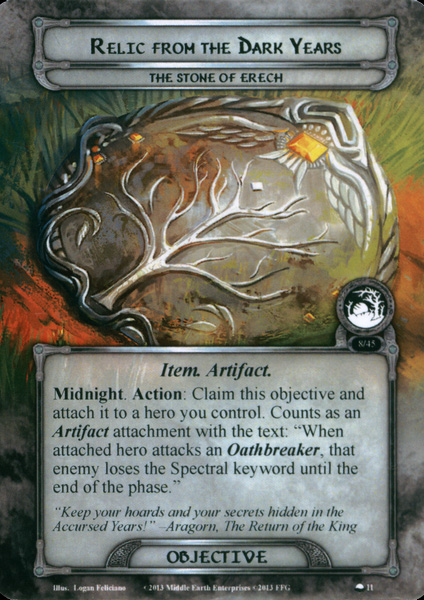 Relic from the Dark Years
The Stone of Erech
8/45
Item. Artifact.
Midnight. Action: Claim this objective and
attach it to a hero you control. Counts as an
Artifact attachment with the text: “When
attached hero attacks an Oathbreaker, that
enemy loses the Spectral keyword until the
end of the phase.”
“Keep your hoards and your secrets hidden in the
Accursed Years!” –Aragorn, The Return of the King
Objective
Illus. Logan Feliciano © 2013 Middle Earth Enterprises © 2013 FFG 11